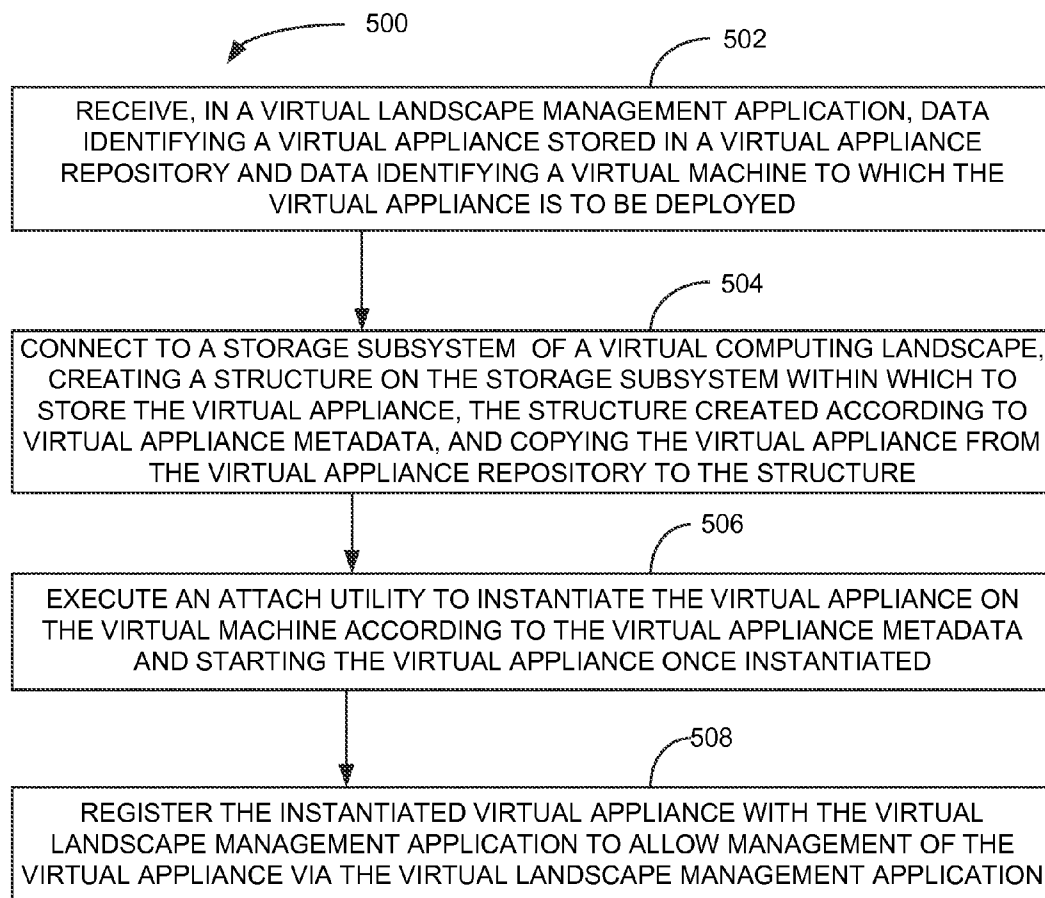 500
502
RECEIVE, IN A VIRTUAL LANDSCAPE MANAGEMENT APPLICATION, DATA
IDENTIFYING A VIRTUAL APPLIANCE STORED IN A VIRTUAL APPLIANCE
REPOSITORY AND DATA IDENTIFYING A VIRTUAL MACHINE TO WHICH THE
VIRTUAL APPLIANCE IS TO BE DEPLOYED
504
CONNECT TO A STORAGE SUBSYSTEM OF A VIRTUAL COMPUTING LANDSCAPE,
CREATING A STRUCTURE ON THE STORAGE SUBSYSTEM WITHIN WHICH TO
STORE THE VIRTUAL APPLIANCE, THE STRUCTURE CREATED ACCORDING TO
VIRTUAL APPLIANCE METADATA, AND COPYING THE VIRTUAL APPLIANCE FROM
THE VIRTUAL APPLIANCE REPOSITORY TO THE STRUCTURE
506
EXECUTE AN ATTACH UTILITY TO INSTANTIATE THE VIRTUAL APPLIANCE ON
THE VIRTUAL MACHINE ACCORDING TO THE VIRTUAL APPLIANCE METADATA
AND STARTING THE VIRTUAL APPLIANCE ONCE INSTANTIATED
508
REGISTER THE INSTANTIATED VIRTUAL APPLIANCE WITH THE VIRTUAL
LANDSCAPE MANAGEMENT APPLICATION TO ALLOW MANAGEMENT OF THE
VIRTUAL APPLIANCE VIA THE VIRTUAL LANDSCAPE MANAGEMENT APPLICATION